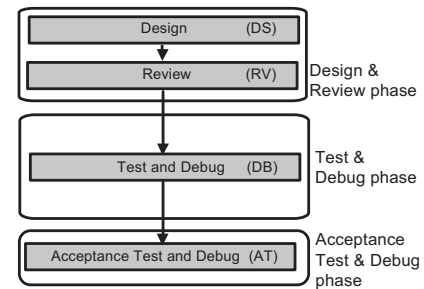 Design (DS)
Review (RV)
Design &
Review phase
Test and Debug (DB)
Test &
Debug phase
Acceptance Test and Debug (AT)
Acceptance
Test & Debug
phase